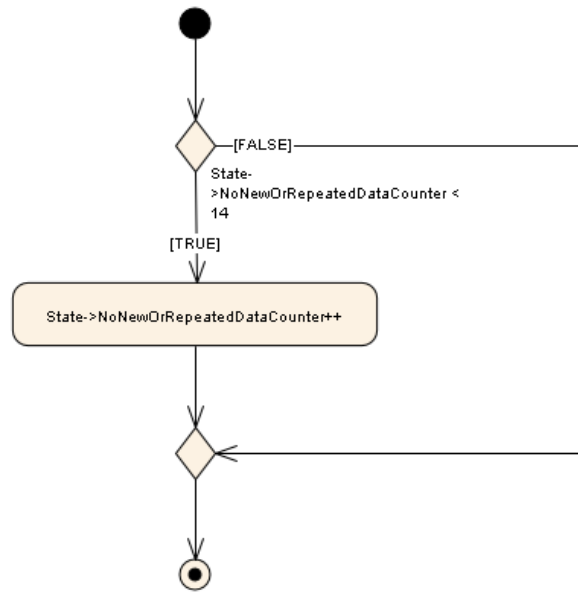 [FALSE]
State-
>NoNewOrRepeatedDataCounter <
14
[TRUE]
State->NoNewOrRepeatedDataCounter++